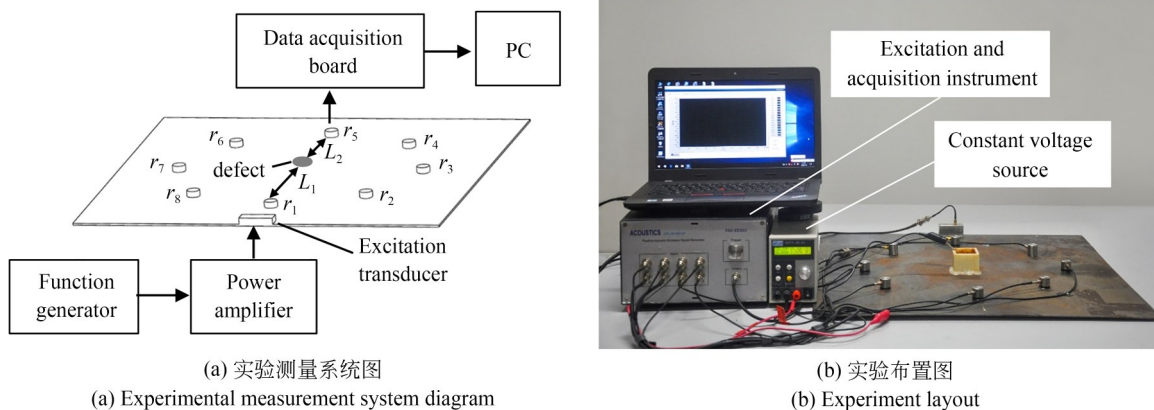 Data acquisition
board
PC
r6
r5
r4
defect
L2
r7
r3
L1
r8
r1
r2
Excitation
transducer
Function
generator
Power
amplifier
(a) 实验测量系统图
(a) Experimental measurement system diagram
Excitation and
acquisition instrument
Constant voltage
source
ACOUSTICS
(b) 实验布置图
(b) Experiment layout